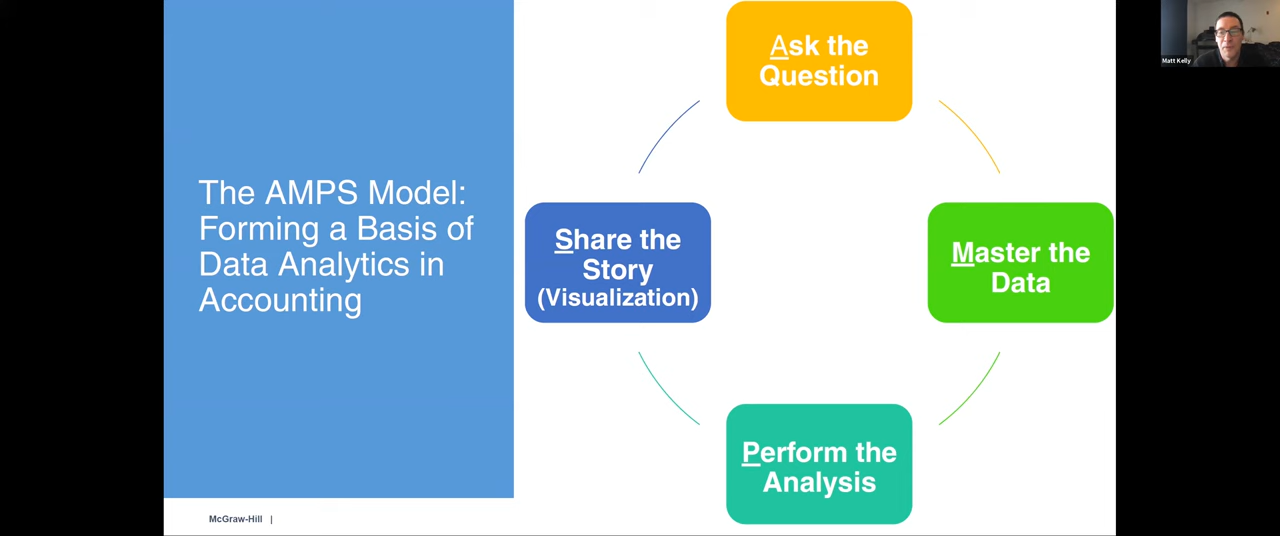 The AMPS Model:
Forming a Basis of
Data Analytics in
Accounting
Ask the
Question
Master the
Data
Perform the
Analysis
Share the
Story
(Visualization)
McGraw-Hill |
Matt Kelly